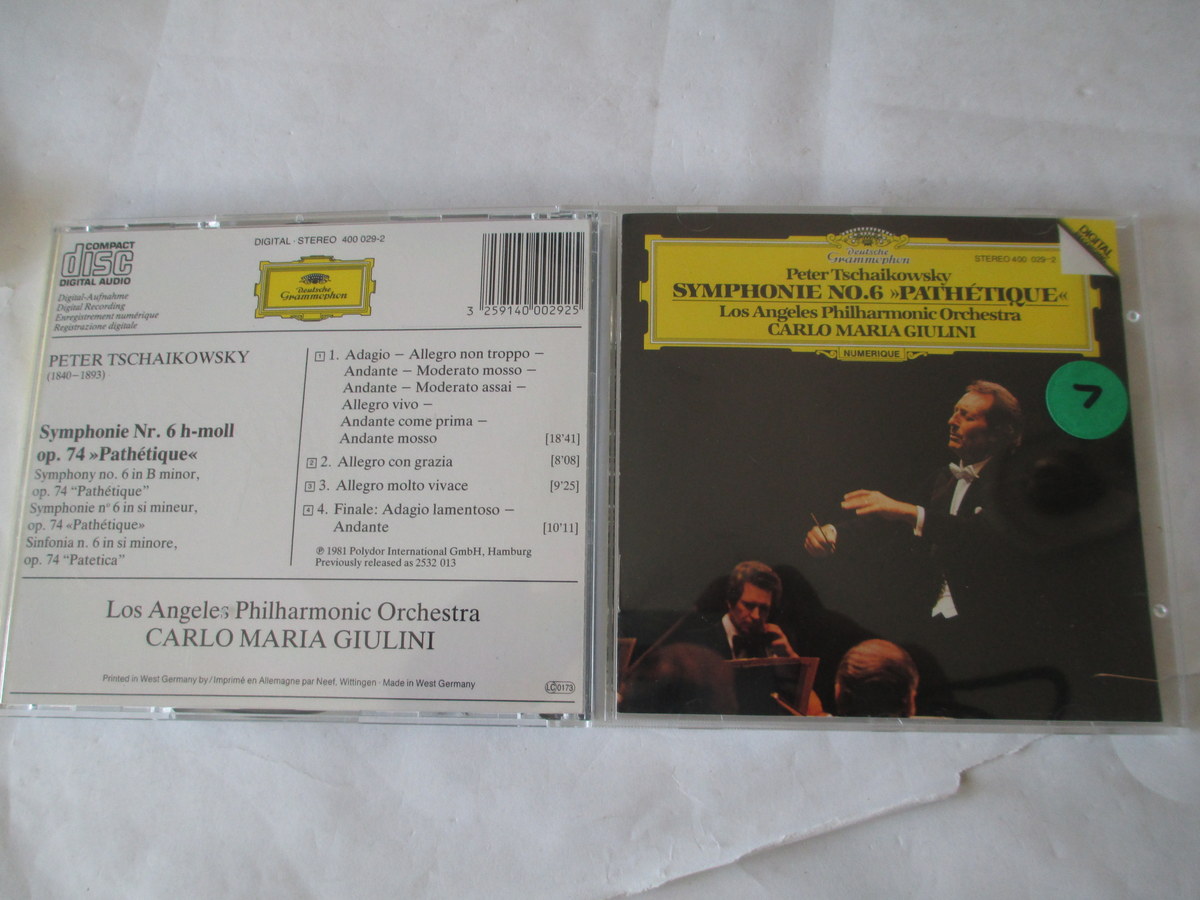 COMPACT
disc
DIGITAL AUDIO
Digital-Aufnahme
Digital Recording
Enregistrement numérique
Registrazione digitale
DIGITAL · STEREO 400 029-2
Deutsche
Grammophon
3 259140 002925
PETER TSCHAIKOWSKY
(1840–1893)
Symphonie Nr. 6 h-moll
op. 74 »Pathétique«
Symphony no. 6 in B minor,
op. 74 “Pathétique”
Symphonie n° 6 in si mineur,
op. 74 «Pathétique»
Sinfonia n. 6 in si minore,
op. 74 “Patetica”
1 1. Adagio – Allegro non troppo –
Andante – Moderato mosso –
Andante – Moderato assai –
Allegro vivo –
Andante come prima –
Andante mosso [18'41]
2 2. Allegro con grazia [8'08]
3 3. Allegro molto vivace [9'25]
4 4. Finale: Adagio lamentoso –
Andante [10'11]
℗ 1981 Polydor International GmbH, Hamburg
Previously released as 2532 013
Los Angeles Philharmonic Orchestra
CARLO MARIA GIULINI
Printed in West Germany by / Imprimé en Allemagne par Neef, Wittingen · Made in West Germany
LC 0173
Deutsche
Grammophon
STEREO 400 029-2
DIGITAL
Peter Tschaikowsky
SYMPHONIE NO.6 »PATHÉTIQUE«
Los Angeles Philharmonic Orchestra
CARLO MARIA GIULINI
NUMERIQUE
7